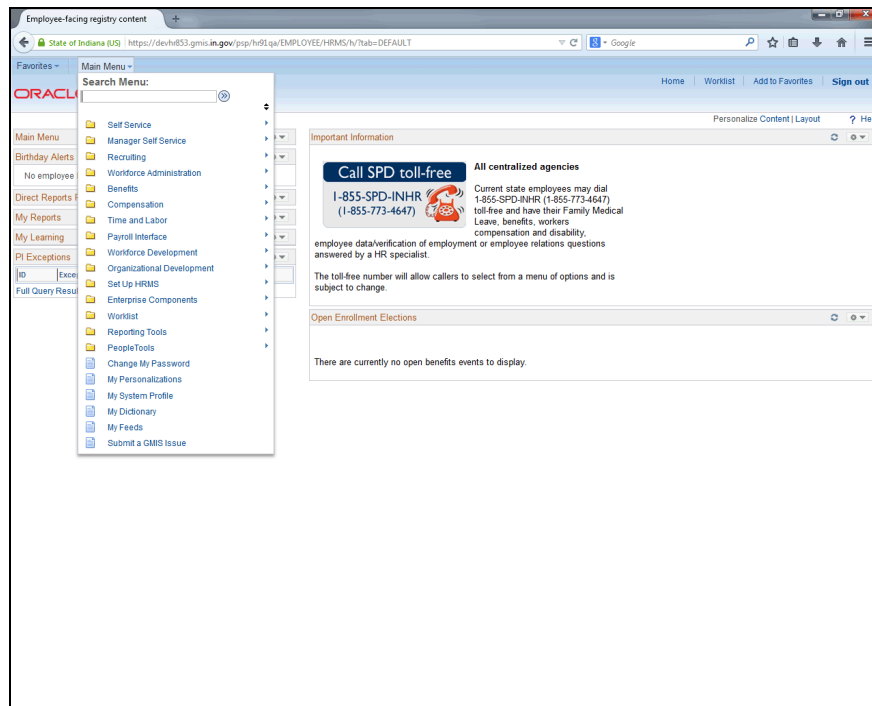 Employee-facing registry content
State of Indiana (US) https://devhr853.gmis.in.gov/psp/hr91qa/EMPLOYEE/HRMS/h/?tab=DEFAULT
Google
Favorites Main Menu
Search Menu:
Home Worklist Add to Favorites Sign out
Personalize Content | Layout ? He
Self Service
Manager Self Service
Recruiting
Workforce Administration
Benefits
Compensation
Time and Labor
Payroll Interface
Workforce Development
Organizational Development
Set Up HRMS
Enterprise Components
Worklist
Reporting Tools
PeopleTools
Change My Password
My Personalizations
My System Profile
My Dictionary
My Feeds
Submit a GMIS Issue
Main Menu
Birthday Alerts
No employee
Direct Reports
My Reports
My Learning
PI Exceptions
ID
Full Query
Important Information
Call SPD toll-free
1-855-SPD-INHR
(1-855-773-4647)
All centralized agencies
Current state employees may dial
1-855-SPD-INHR (1-855-773-4647)
toll-free and have their Family Medical
Leave, benefits, workers
compensation and disability,
employee data/verification of employment or employee relations questions
answered by a HR specialist.
The toll-free number will allow callers to select from a menu of options and is
subject to change.
Open Enrollment Elections
There are currently no open benefits events to display.